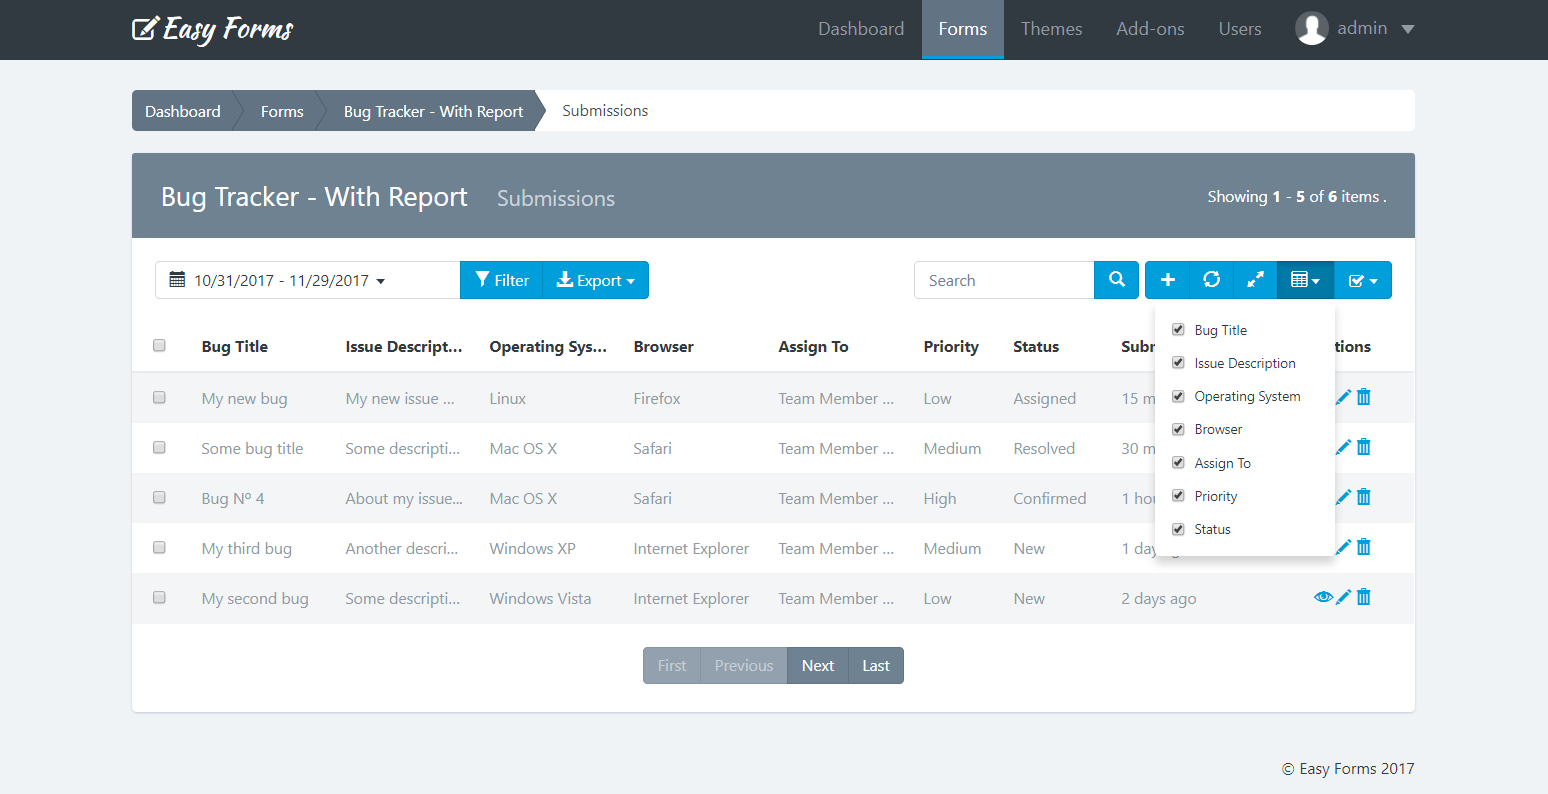 Easy Forms
Dashboard Forms Themes Add-ons Users admin
Dashboard Forms Bug Tracker - With Report Submissions
Bug Tracker - With Report Submissions Showing 1 - 5 of 6 items .
10/31/2017 - 11/29/2017 Filter Export Search
Bug Title
Issue Description
Operating System
Browser
Assign To
Priority
Status
Bug Title Issue Descript... Operating Sys... Browser Assign To Priority Status
My new bug My new issue ... Linux Firefox Team Member ... Low Assigned 15 m
Some bug title Some descripti... Mac OS X Safari Team Member ... Medium Resolved 30 m
Bug Nº 4 About my issue... Mac OS X Safari Team Member ... High Confirmed 1 hou
My third bug Another descri... Windows XP Internet Explorer Team Member ... Medium New 1 day
My second bug Some descripti... Windows Vista Internet Explorer Team Member ... Low New 2 days ago
First Previous Next Last
© Easy Forms 2017